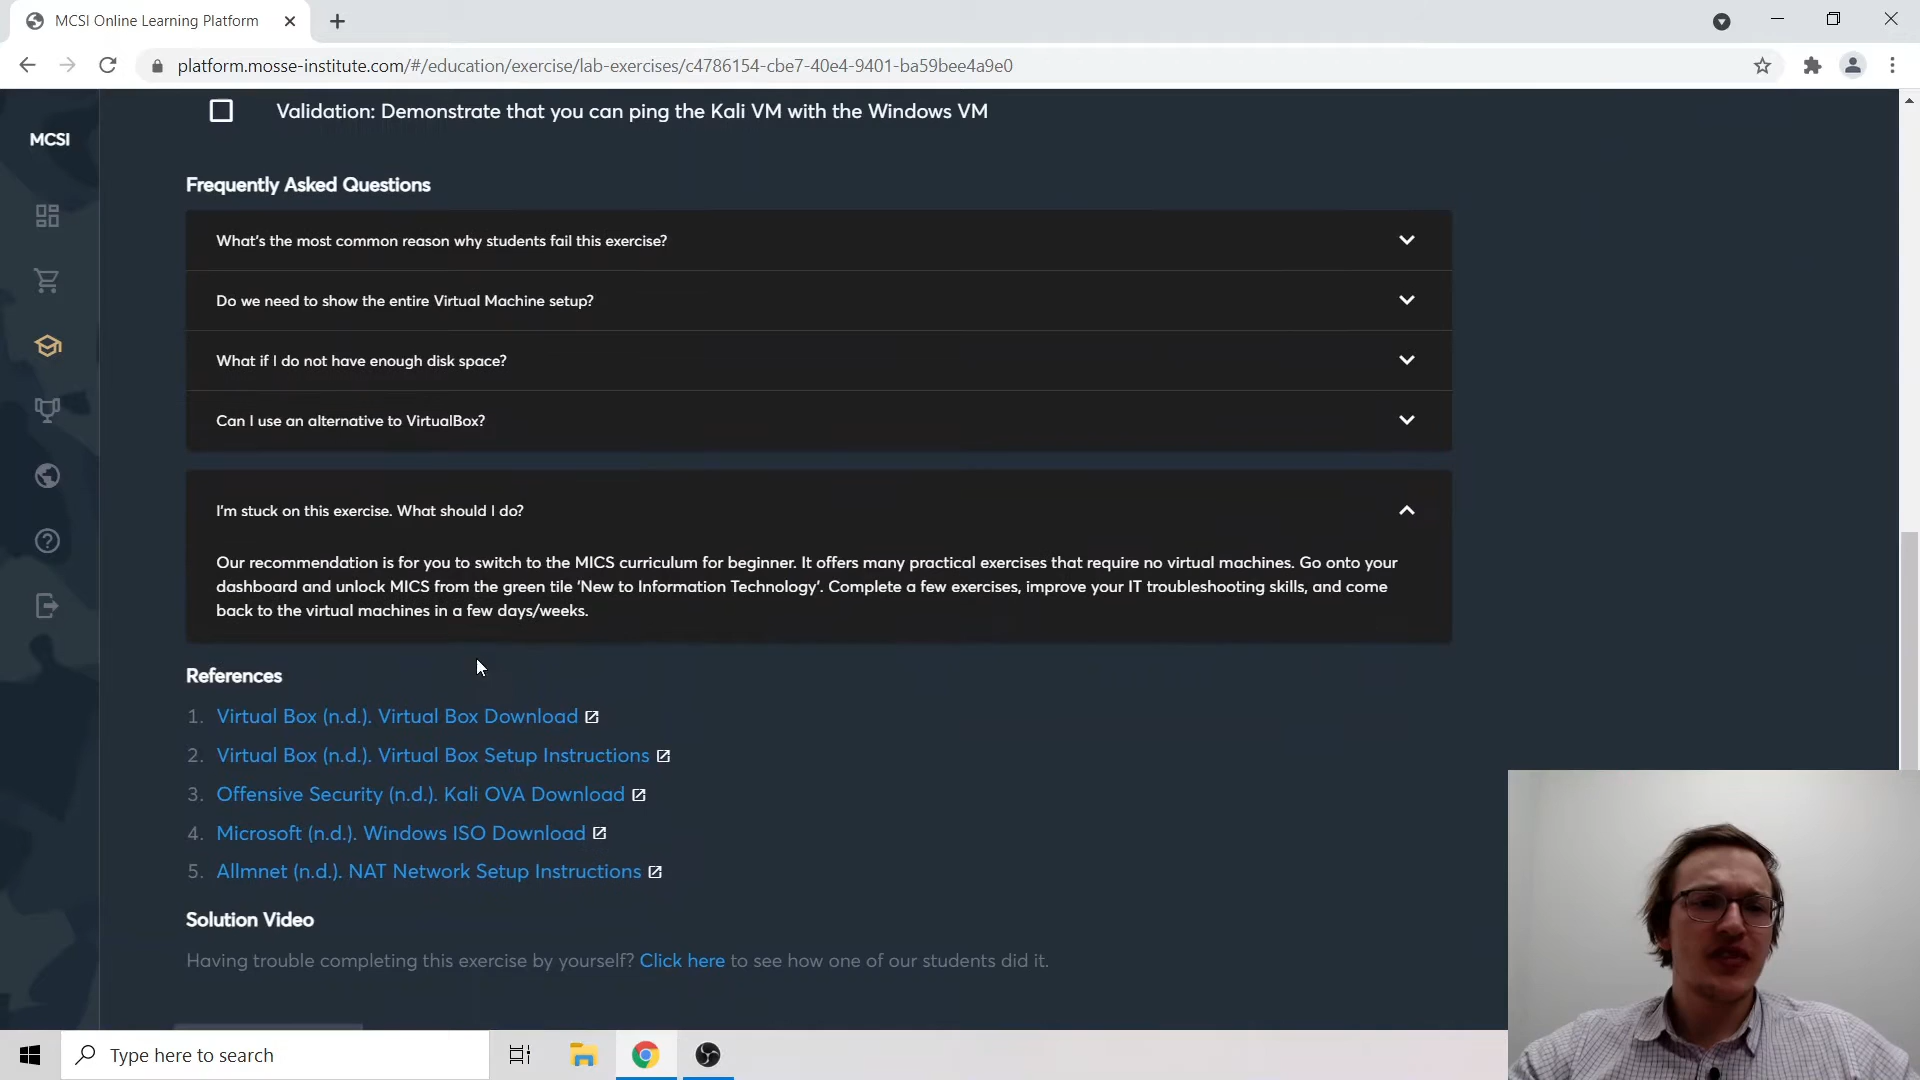 MCSI Online Learning Platform
platform.mosse-institute.com/#/education/exercise/lab-exercises/c4786154-cbe7-40e4-9401-ba59bee4a9e0
MCSI
Validation: Demonstrate that you can ping the Kali VM with the Windows VM
Frequently Asked Questions
What's the most common reason why students fail this exercise?
Do we need to show the entire Virtual Machine setup?
What if I do not have enough disk space?
Can I use an alternative to VirtualBox?
I'm stuck on this exercise. What should I do?
Our recommendation is for you to switch to the MICS curriculum for beginner. It offers many practical exercises that require no virtual machines. Go onto your
dashboard and unlock MICS from the green tile 'New to Information Technology'. Complete a few exercises, improve your IT troubleshooting skills, and come
back to the virtual machines in a few days/weeks.
References
1. Virtual Box (n.d.). Virtual Box Download
2. Virtual Box (n.d.). Virtual Box Setup Instructions
3. Offensive Security (n.d.). Kali OVA Download
4. Microsoft (n.d.). Windows ISO Download
5. Allmnet (n.d.). NAT Network Setup Instructions
Solution Video
Having trouble completing this exercise by yourself? Click here to see how one of our students did it.
Type here to search